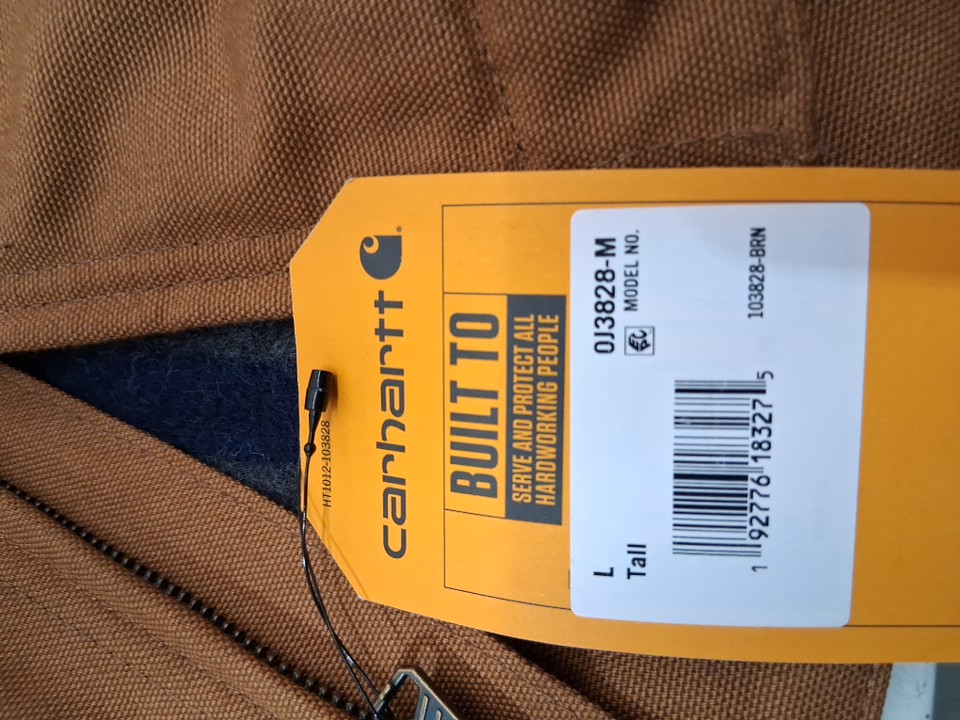 carhartt
HT1012-103828
BUILT TO
SERVE AND PROTECT ALL
HARDWORKING PEOPLE
L
Tall
OJ3828-M
MODEL NO.
103828-BRN
1 92776 18327 5